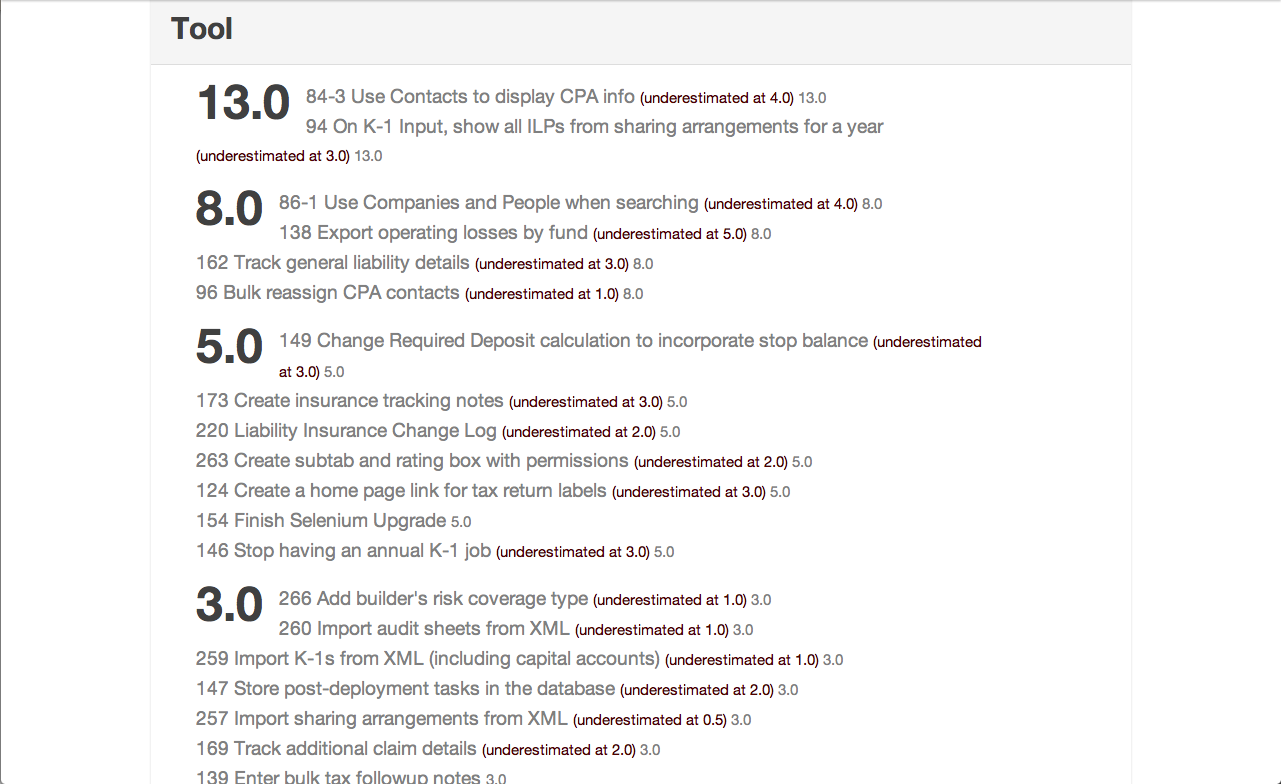 Tool
13.0 84-3 Use Contacts to display CPA info (underestimated at 4.0) 13.0
94 On K-1 Input, show all ILPs from sharing arrangements for a year
(underestimated at 3.0) 13.0
8.0 86-1 Use Companies and People when searching (underestimated at 4.0) 8.0
138 Export operating losses by fund (underestimated at 5.0) 8.0
162 Track general liability details (underestimated at 3.0) 8.0
96 Bulk reassign CPA contacts (underestimated at 1.0) 8.0
5.0 149 Change Required Deposit calculation to incorporate stop balance (underestimated
at 3.0) 5.0
173 Create insurance tracking notes (underestimated at 3.0) 5.0
220 Liability Insurance Change Log (underestimated at 2.0) 5.0
263 Create subtab and rating box with permissions (underestimated at 2.0) 5.0
124 Create a home page link for tax return labels (underestimated at 3.0) 5.0
154 Finish Selenium Upgrade 5.0
146 Stop having an annual K-1 job (underestimated at 3.0) 5.0
3.0 266 Add builder's risk coverage type (underestimated at 1.0) 3.0
260 Import audit sheets from XML (underestimated at 1.0) 3.0
259 Import K-1s from XML (including capital accounts) (underestimated at 1.0) 3.0
147 Store post-deployment tasks in the database (underestimated at 2.0) 3.0
257 Import sharing arrangements from XML (underestimated at 0.5) 3.0
169 Track additional claim details (underestimated at 2.0) 3.0
139 Enter bulk tax followup notes 3.0